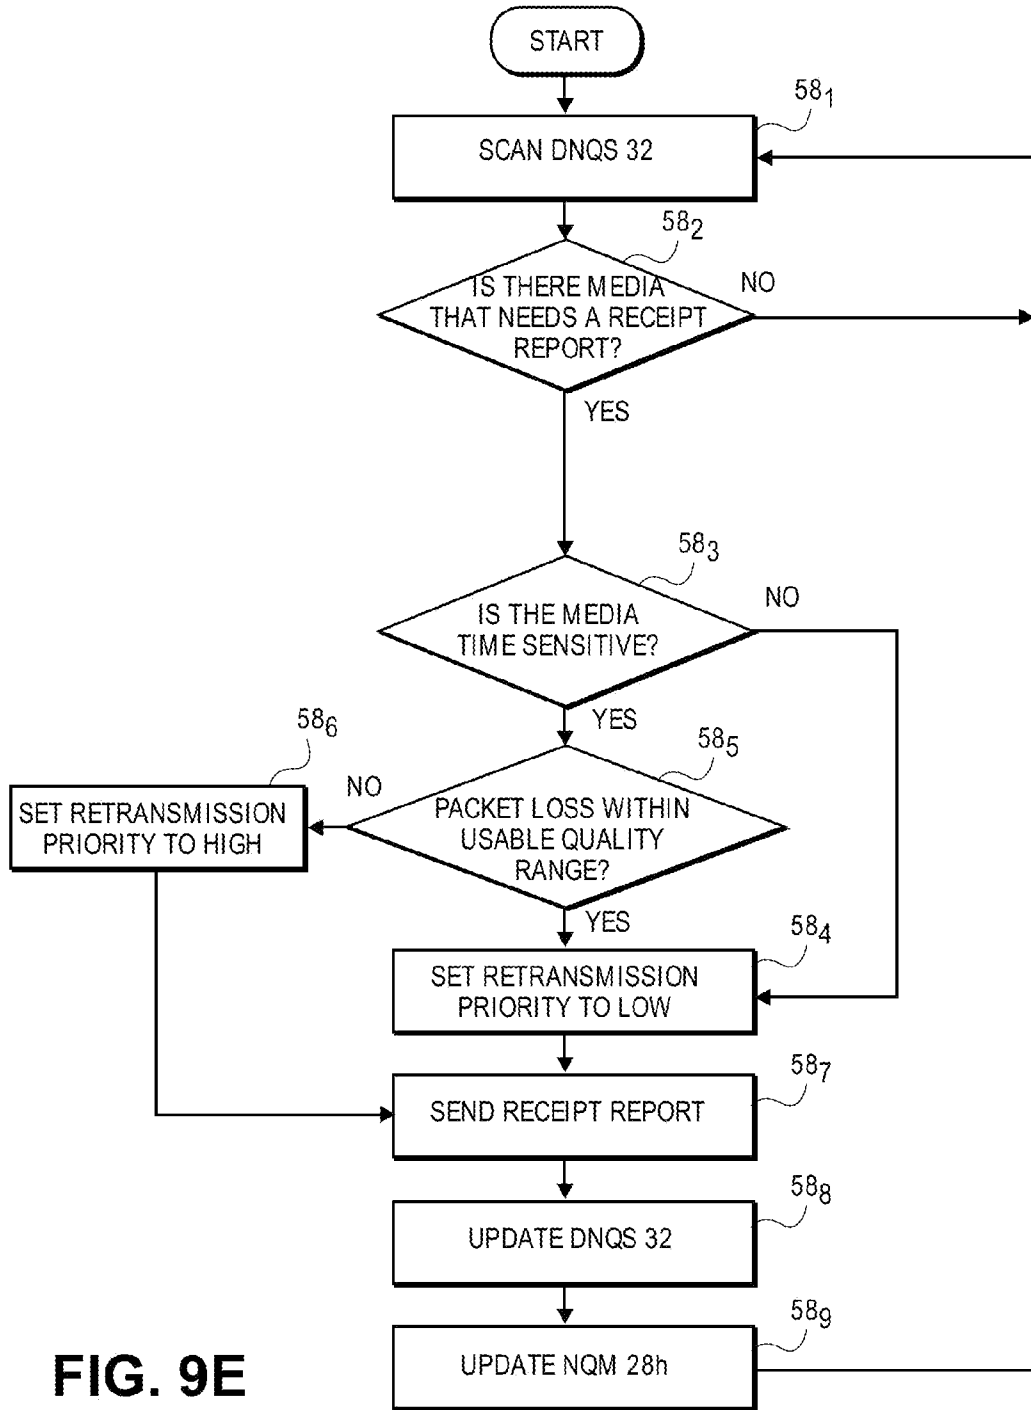 START
58₁
SCAN DNQS 32
58₂
IS THERE MEDIA
THAT NEEDS A RECEIPT
REPORT?
NO
YES
58₃
IS THE MEDIA
TIME SENSITIVE?
NO
YES
58₆
SET RETRANSMISSION
PRIORITY TO HIGH
NO
58₅
PACKET LOSS WITHIN
USABLE QUALITY
RANGE?
YES
58₄
SET RETRANSMISSION
PRIORITY TO LOW
58₇
SEND RECEIPT REPORT
58₈
UPDATE DNQS 32
58₉
UPDATE NQM 28h
FIG. 9E